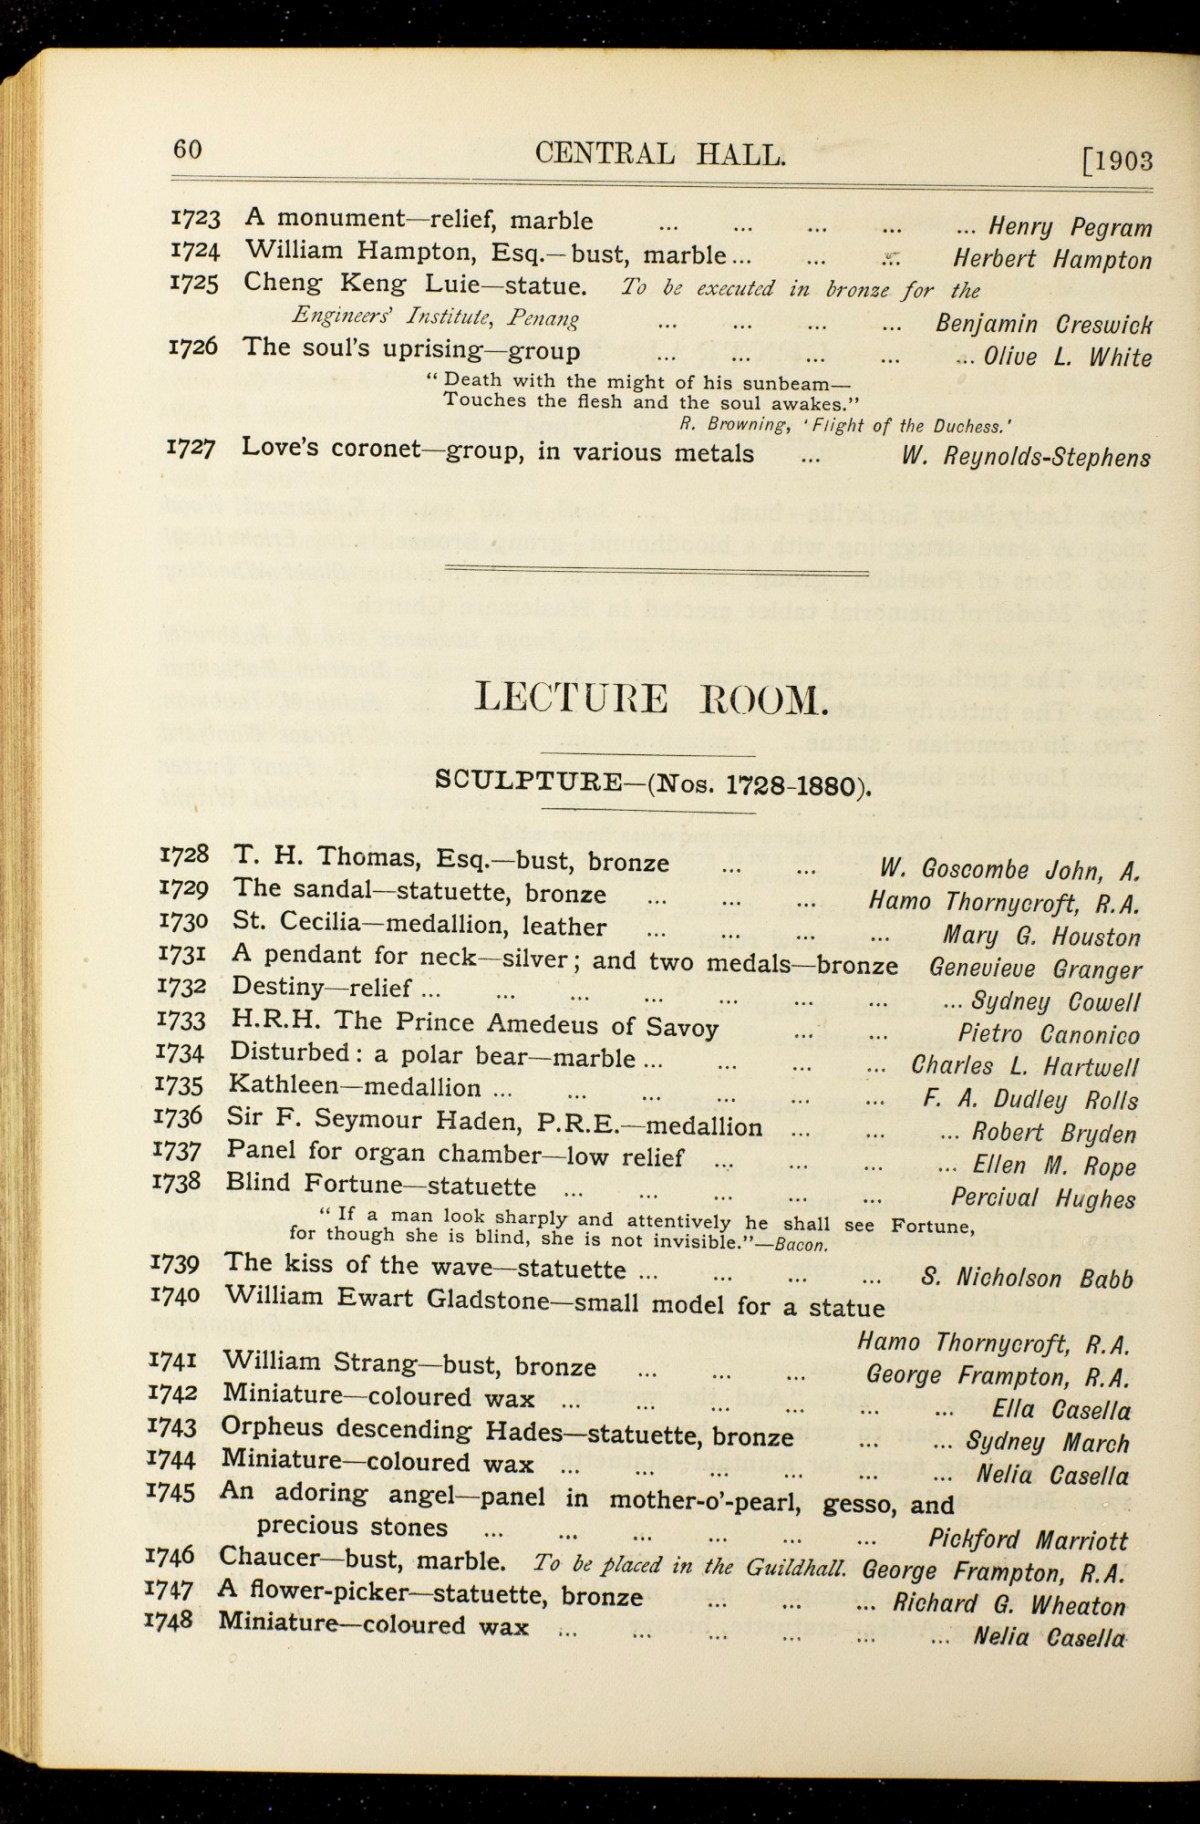 60 CENTRAL HALL. [1903
1723 A monument—relief, marble ... ... ... ... ... Henry Pegram
1724 William Hampton, Esq.—bust, marble ... ... ... Herbert Hampton
1725 Cheng Keng Luie—statue. To be executed in bronze for the
Engineers' Institute, Penang ... ... ... ... Benjamin Creswick
1726 The soul's uprising—group ... ... ... ... ... Olive L. White
“ Death with the might of his sunbeam—
Touches the flesh and the soul awakes.”
R. Browning, ‘Flight of the Duchess.’
1727 Love's coronet—group, in various metals ... W. Reynolds-Stephens
LECTURE ROOM.
SCULPTURE—(Nos. 1728-1880).
1728 T. H. Thomas, Esq.—bust, bronze ... ... W. Goscombe John, A.
1729 The sandal—statuette, bronze ... ... ... Hamo Thornycroft, R.A.
1730 St. Cecilia—medallion, leather ... ... ... ... Mary G. Houston
1731 A pendant for neck—silver; and two medals—bronze Genevieve Granger
1732 Destiny—relief ... ... ... ... ... ... ... ... Sydney Cowell
1733 H.R.H. The Prince Amedeus of Savoy ... ... Pietro Canonico
1734 Disturbed: a polar bear—marble ... ... ... ... Charles L. Hartwell
1735 Kathleen—medallion ... ... ... ... ... ... F. A. Dudley Rolls
1736 Sir F. Seymour Haden, P.R.E.—medallion ... ... ... Robert Bryden
1737 Panel for organ chamber—low relief ... ... ... ... Ellen M. Rope
1738 Blind Fortune—statuette ... ... ... ... ... Percival Hughes
“ If a man look sharply and attentively he shall see Fortune,
for though she is blind, she is not invisible.”—Bacon.
1739 The kiss of the wave—statuette ... ... ... ... S. Nicholson Babb
1740 William Ewart Gladstone—small model for a statue
Hamo Thornycroft, R.A.
1741 William Strang—bust, bronze ... ... ... George Frampton, R.A.
1742 Miniature—coloured wax ... ... ... ... ... ... Ella Casella
1743 Orpheus descending Hades—statuette, bronze ... ... Sydney March
1744 Miniature—coloured wax ... ... ... ... ... ... Nelia Casella
1745 An adoring angel—panel in mother-o'-pearl, gesso, and
precious stones ... ... ... ... ... ... Pickford Marriott
1746 Chaucer—bust, marble. To be placed in the Guildhall. George Frampton, R.A.
1747 A flower-picker—statuette, bronze ... ... ... Richard G. Wheaton
1748 Miniature—coloured wax ... ... ... ... ... ... Nelia Casella